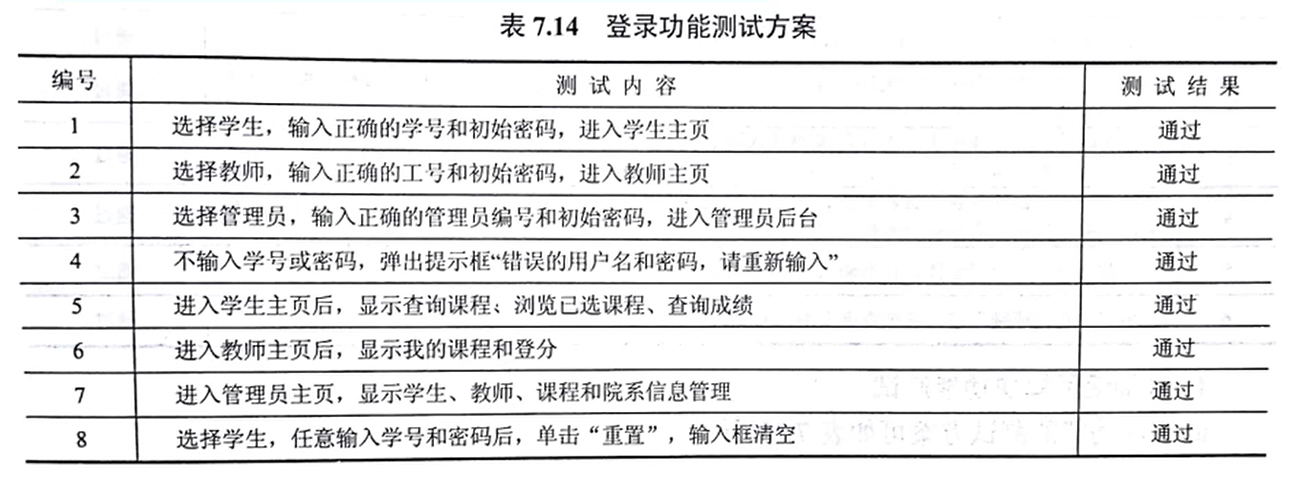 表 7.14 登录功能测试方案
编号 测试内容 测试结果
1 选择学生，输入正确的学号和初始密码，进入学生主页 通过
2 选择教师，输入正确的工号和初始密码，进入教师主页 通过
3 选择管理员，输入正确的管理员编号和初始密码，进入管理员后台 通过
4 不输入学号或密码，弹出提示框“错误的用户名和密码，请重新输入” 通过
5 进入学生主页后，显示查询课程、浏览已选课程、查询成绩 通过
6 进入教师主页后，显示我的课程和登分 通过
7 进入管理员主页，显示学生、教师、课程和院系信息管理 通过
8 选择学生，任意输入学号和密码后，单击“重置”，输入框清空 通过